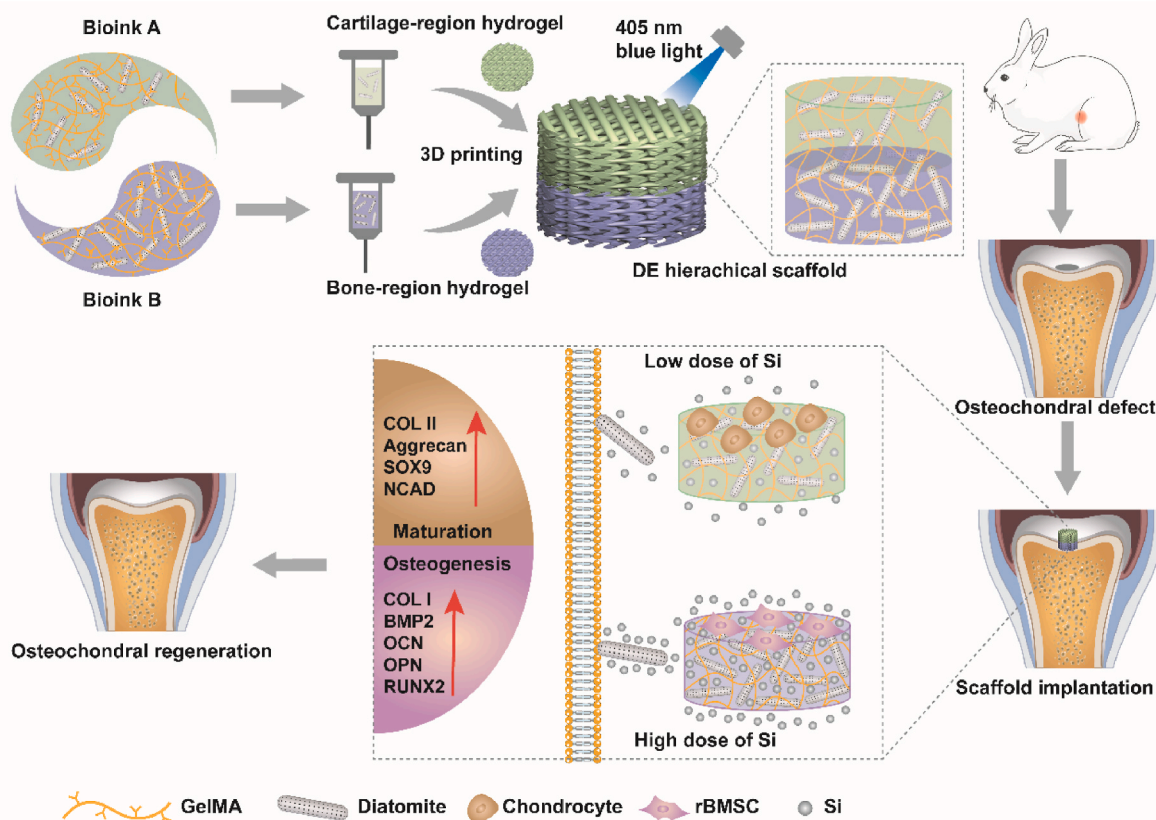 Bioink A
Cartilage-region hydrogel
405 nm
blue light
3D printing
Bioink B
Bone-region hydrogel
DE hierachical scaffold
Osteochondral defect
Low dose of Si
COL II
Aggrecan
SOX9
NCAD
Maturation
Osteogenesis
COL I
BMP2
OCN
OPN
RUNX2
High dose of Si
Scaffold implantation
Osteochondral regeneration
GelMA
Diatomite
Chondrocyte
rBMSC
Si